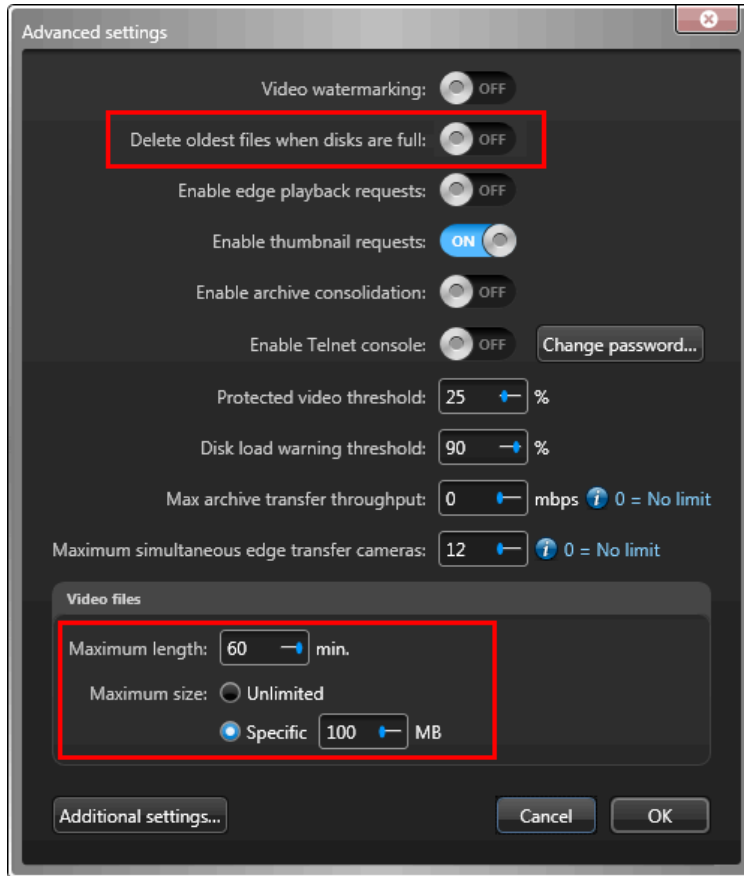 Advanced settings
Video watermarking: OFF
Delete oldest files when disks are full: OFF
Enable edge playback requests: OFF
Enable thumbnail requests: ON
Enable archive consolidation: OFF
Enable Telnet console: OFF Change password...
Protected video threshold: 25 %
Disk load warning threshold: 90 %
Max archive transfer throughput: 0 mbps i 0 = No limit
Maximum simultaneous edge transfer cameras: 12 i 0 = No limit
Video files
Maximum length: 60 min.
Maximum size: Unlimited
Specific 100 MB
Additional settings... Cancel OK